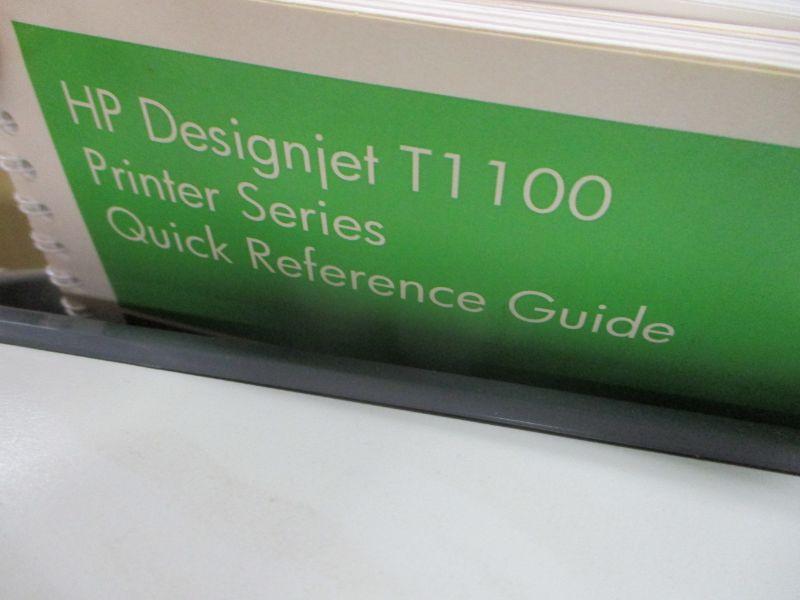 HP Designjet T1100
Printer Series
Quick Reference Guide